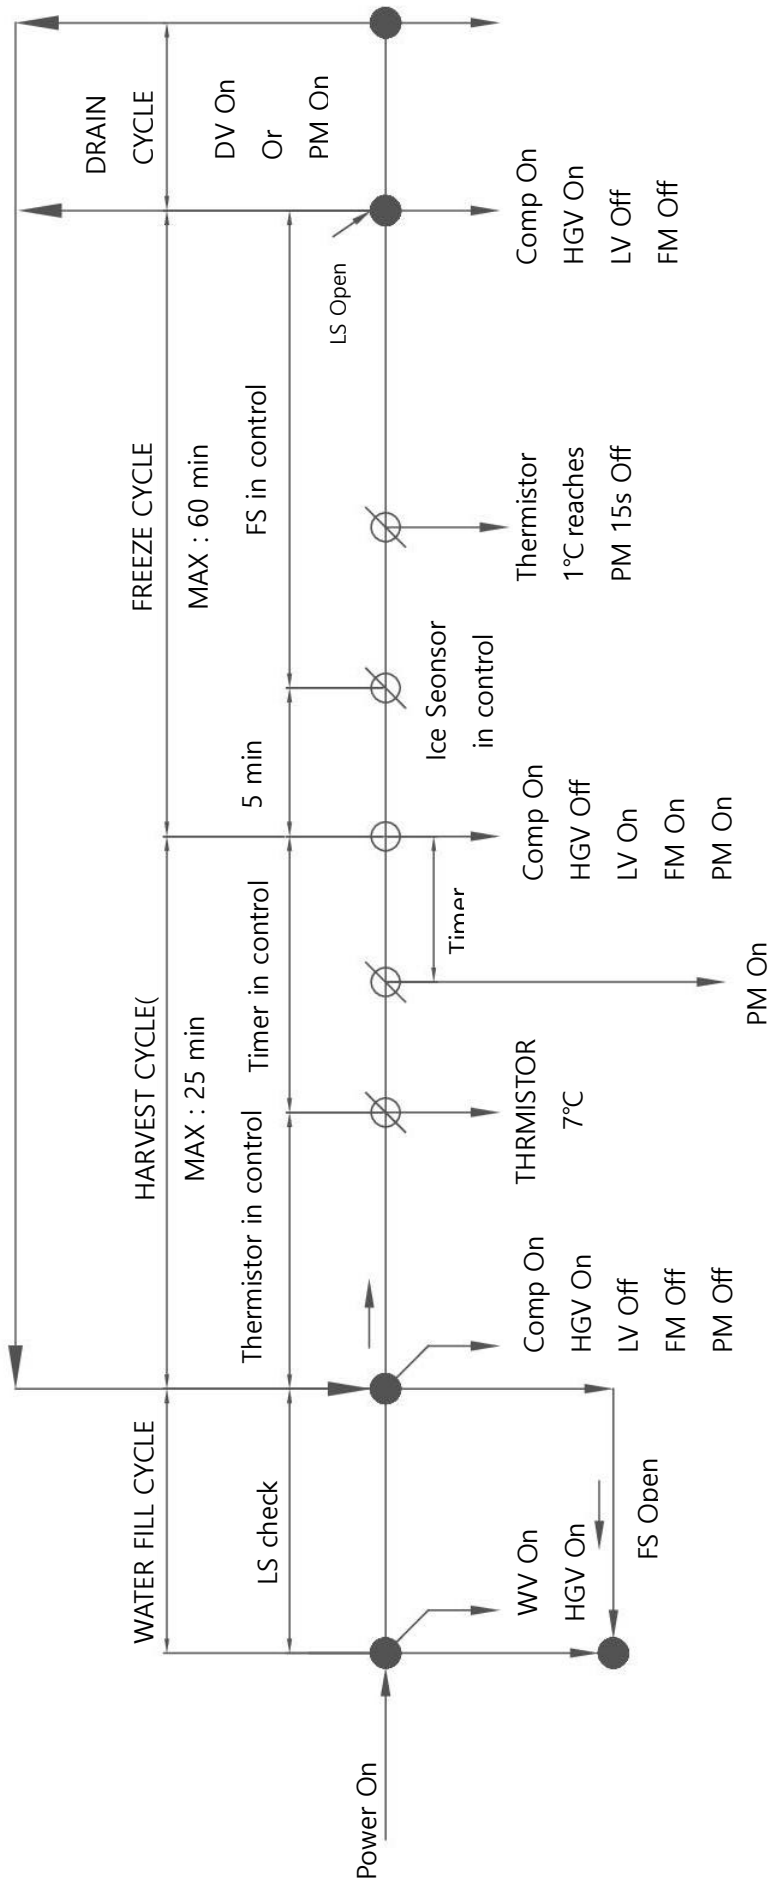 Power On
WATER FILL CYCLE
LS check
WV On
HGV On
FS Open
HARVEST CYCLE(
MAX : 25 min
Thermistor in control
Timer in control
Comp On
HGV On
LV Off
FM Off
PM Off
THRMISTOR
7℃
Timer
PM On
FREEZE CYCLE
MAX : 60 min
5 min
FS in control
Comp On
HGV Off
LV On
FM On
PM On
Ice Seonsor
in control
Thermistor
1℃ reaches
PM 15s Off
LS Open
DRAIN
CYCLE
DV On
Or
PM On
Comp On
HGV On
LV Off
FM Off